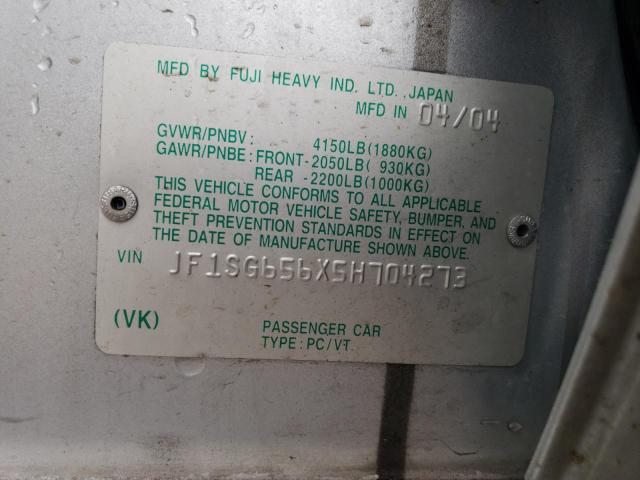 MFD BY FUJI HEAVY IND. LTD.,JAPAN
MFD IN 04/04
GVWR/PNBV : 4150LB(1880KG)
GAWR/PNBE : FRONT-2050LB( 930KG)
REAR -2200LB(1000KG)
THIS VEHICLE CONFORMS TO ALL APPLICABLE
FEDERAL MOTOR VEHICLE SAFETY, BUMPER, AND
THEFT PREVENTION STANDARDS IN EFFECT ON
THE DATE OF MANUFACTURE SHOWN ABOVE.
VIN JF1SG656X5H704273
(VK)
PASSENGER CAR
TYPE : PC/VT